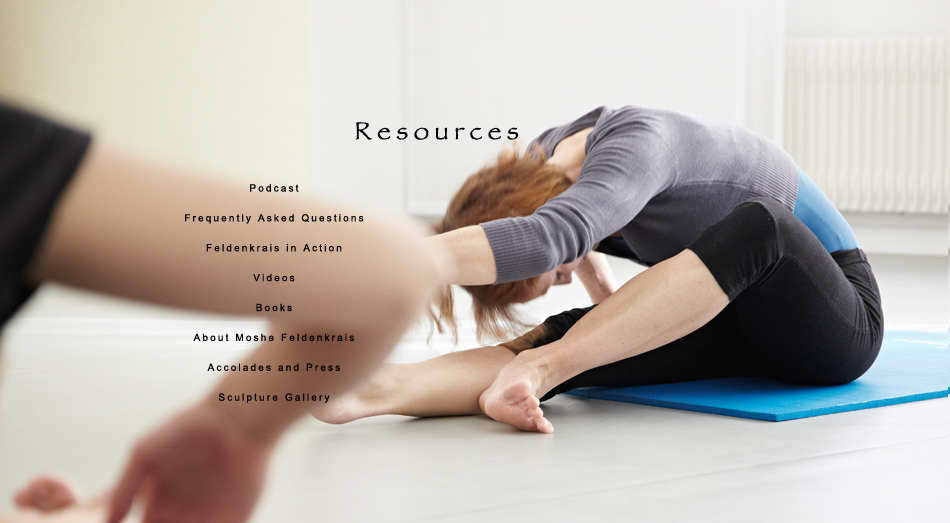 Resources
Podcast
Frequently Asked Questions
Feldenkrais in Action
Videos
Books
About Moshe Feldenkrais
Accolades and Press
Sculpture Gallery